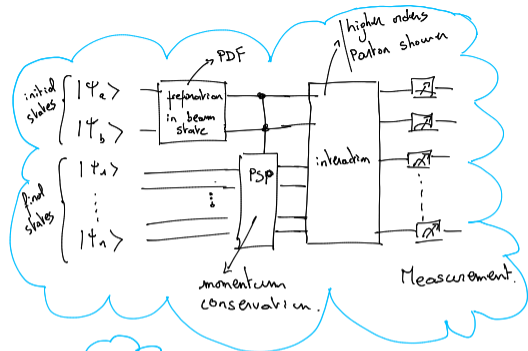 PDF
higher orders
Parton shower
initial
states
|Ψa>
|Ψb>
preparation
in beam
state
final
states
|Ψ1>
|Ψn>
PSP
interaction
momentum
conservation.
Measurement.